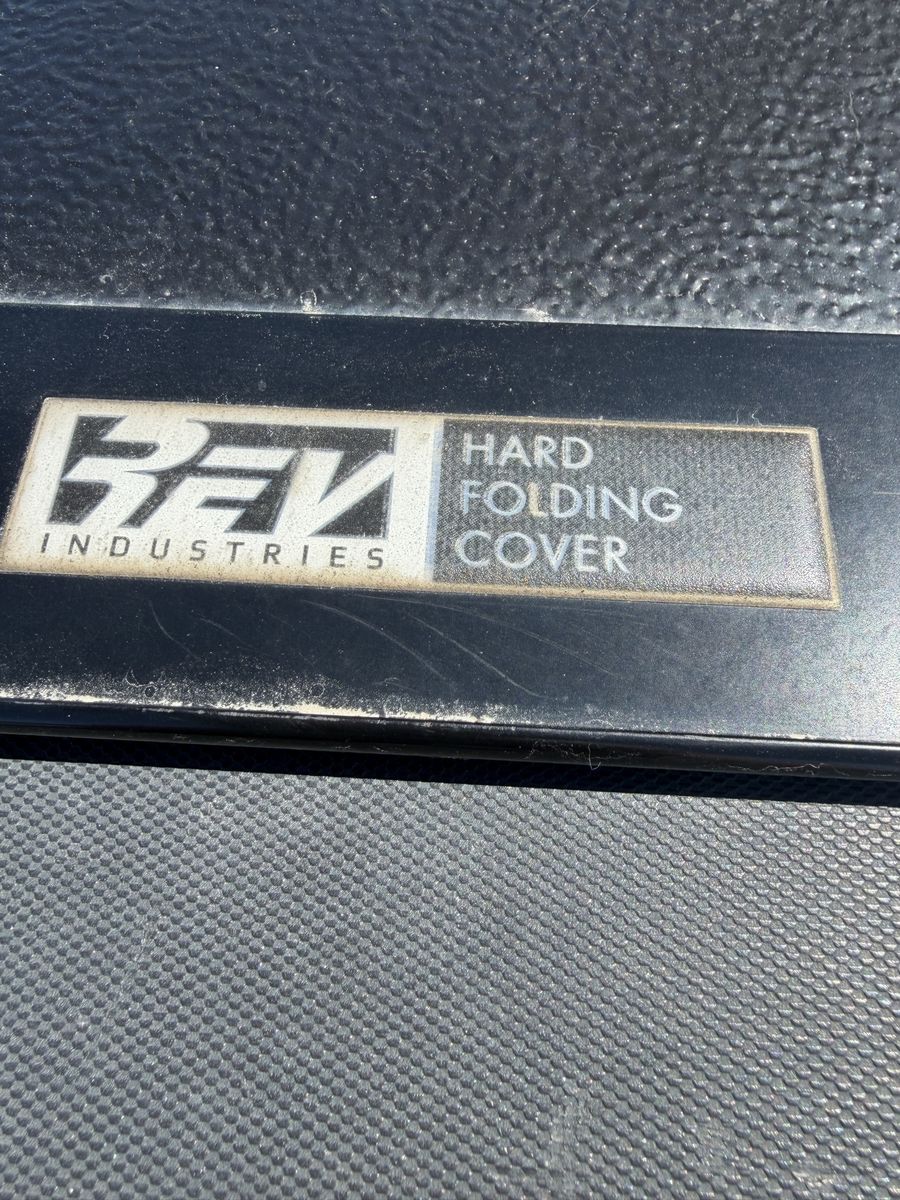 REV
INDUSTRIES
HARD
FOLDING
COVER